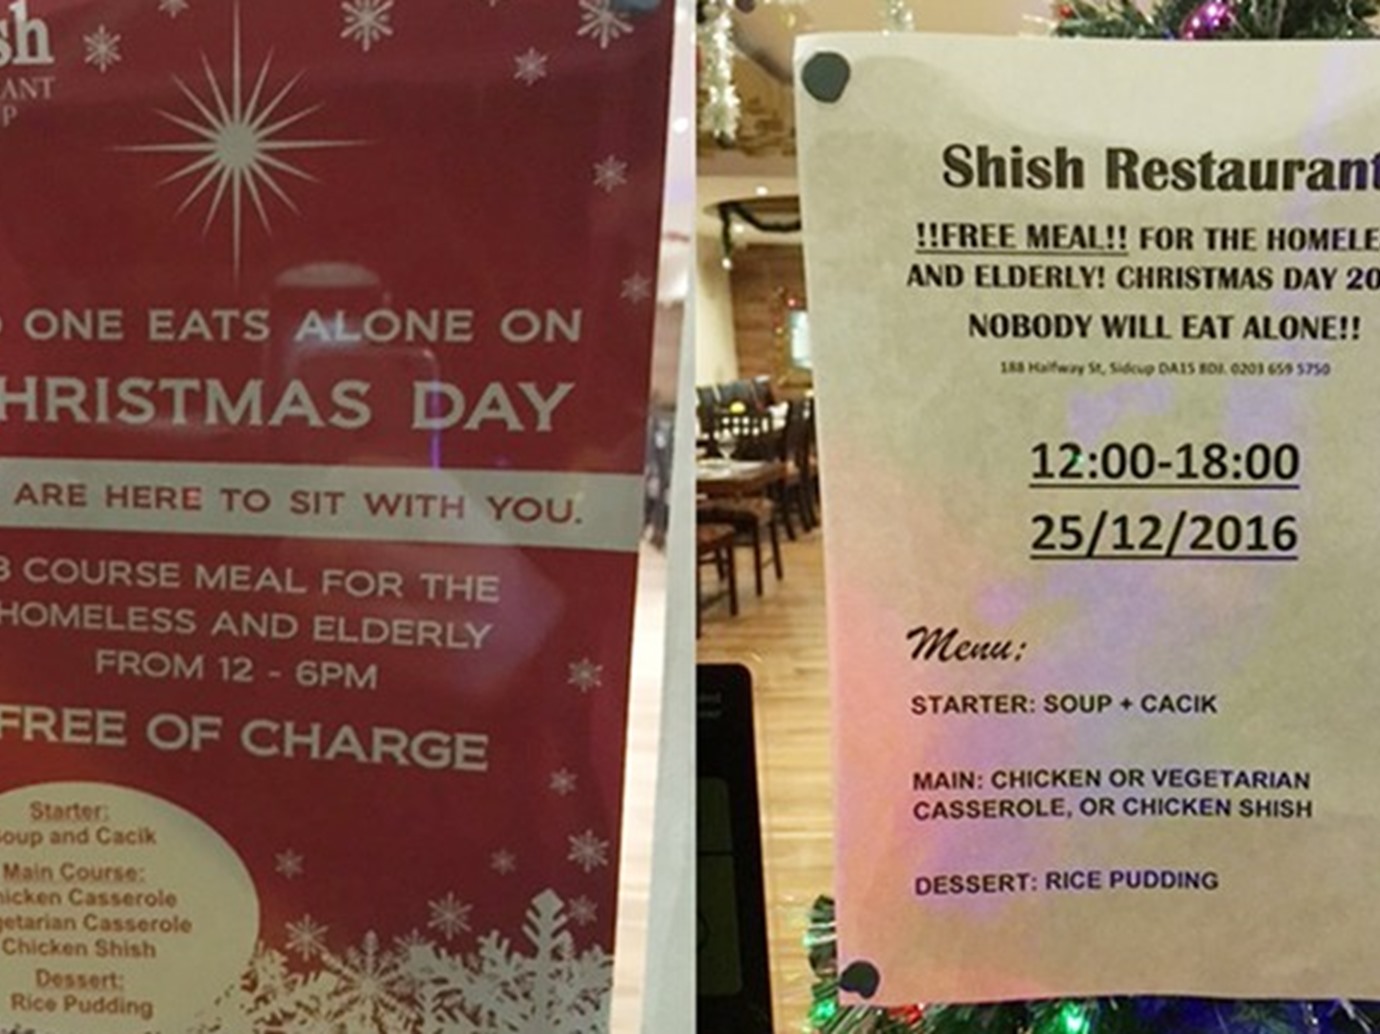 sh
ANT
P
ONE EATS ALONE ON
HRISTMAS DAY
ARE HERE TO SIT WITH YOU.
3 COURSE MEAL FOR THE
HOMELESS AND ELDERLY
FROM 12 - 6PM
FREE OF CHARGE
Starter:
oup and Cacik
Main Course:
hicken Casserole
getarian Casserole
Chicken Shish
Dessert:
Rice Pudding
Shish Restaurant
!!FREE MEAL!! FOR THE HOMELE
AND ELDERLY! CHRISTMAS DAY 20
NOBODY WILL EAT ALONE!!
188 Halfway St, Sidcup DA15 8DJ. 0203 659 5750
12:00-18:00
25/12/2016
Menu:
STARTER: SOUP + CACIK
MAIN: CHICKEN OR VEGETARIAN
CASSEROLE, OR CHICKEN SHISH
DESSERT: RICE PUDDING